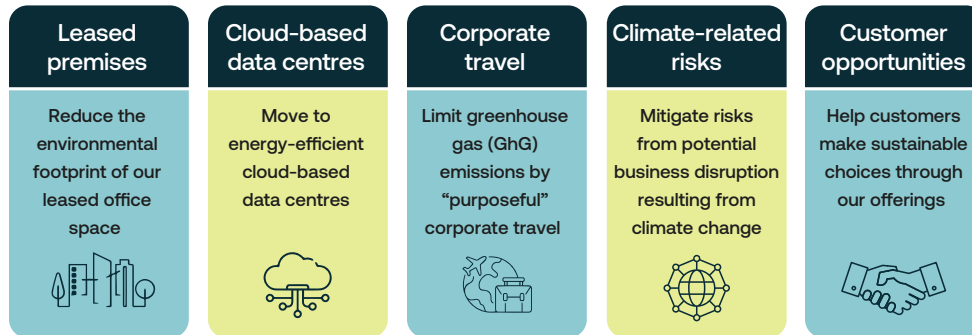 Leased
premises
Reduce the
environmental
footprint of our
leased office
space
Cloud-based
data centres
Move to
energy-efficient
cloud-based
data centres
Corporate
travel
Limit greenhouse
gas (GhG)
emissions by
“purposeful”
corporate travel
Climate-related
risks
Mitigate risks
from potential
business disruption
resulting from
climate change
Customer
opportunities
Help customers
make sustainable
choices through
our offerings